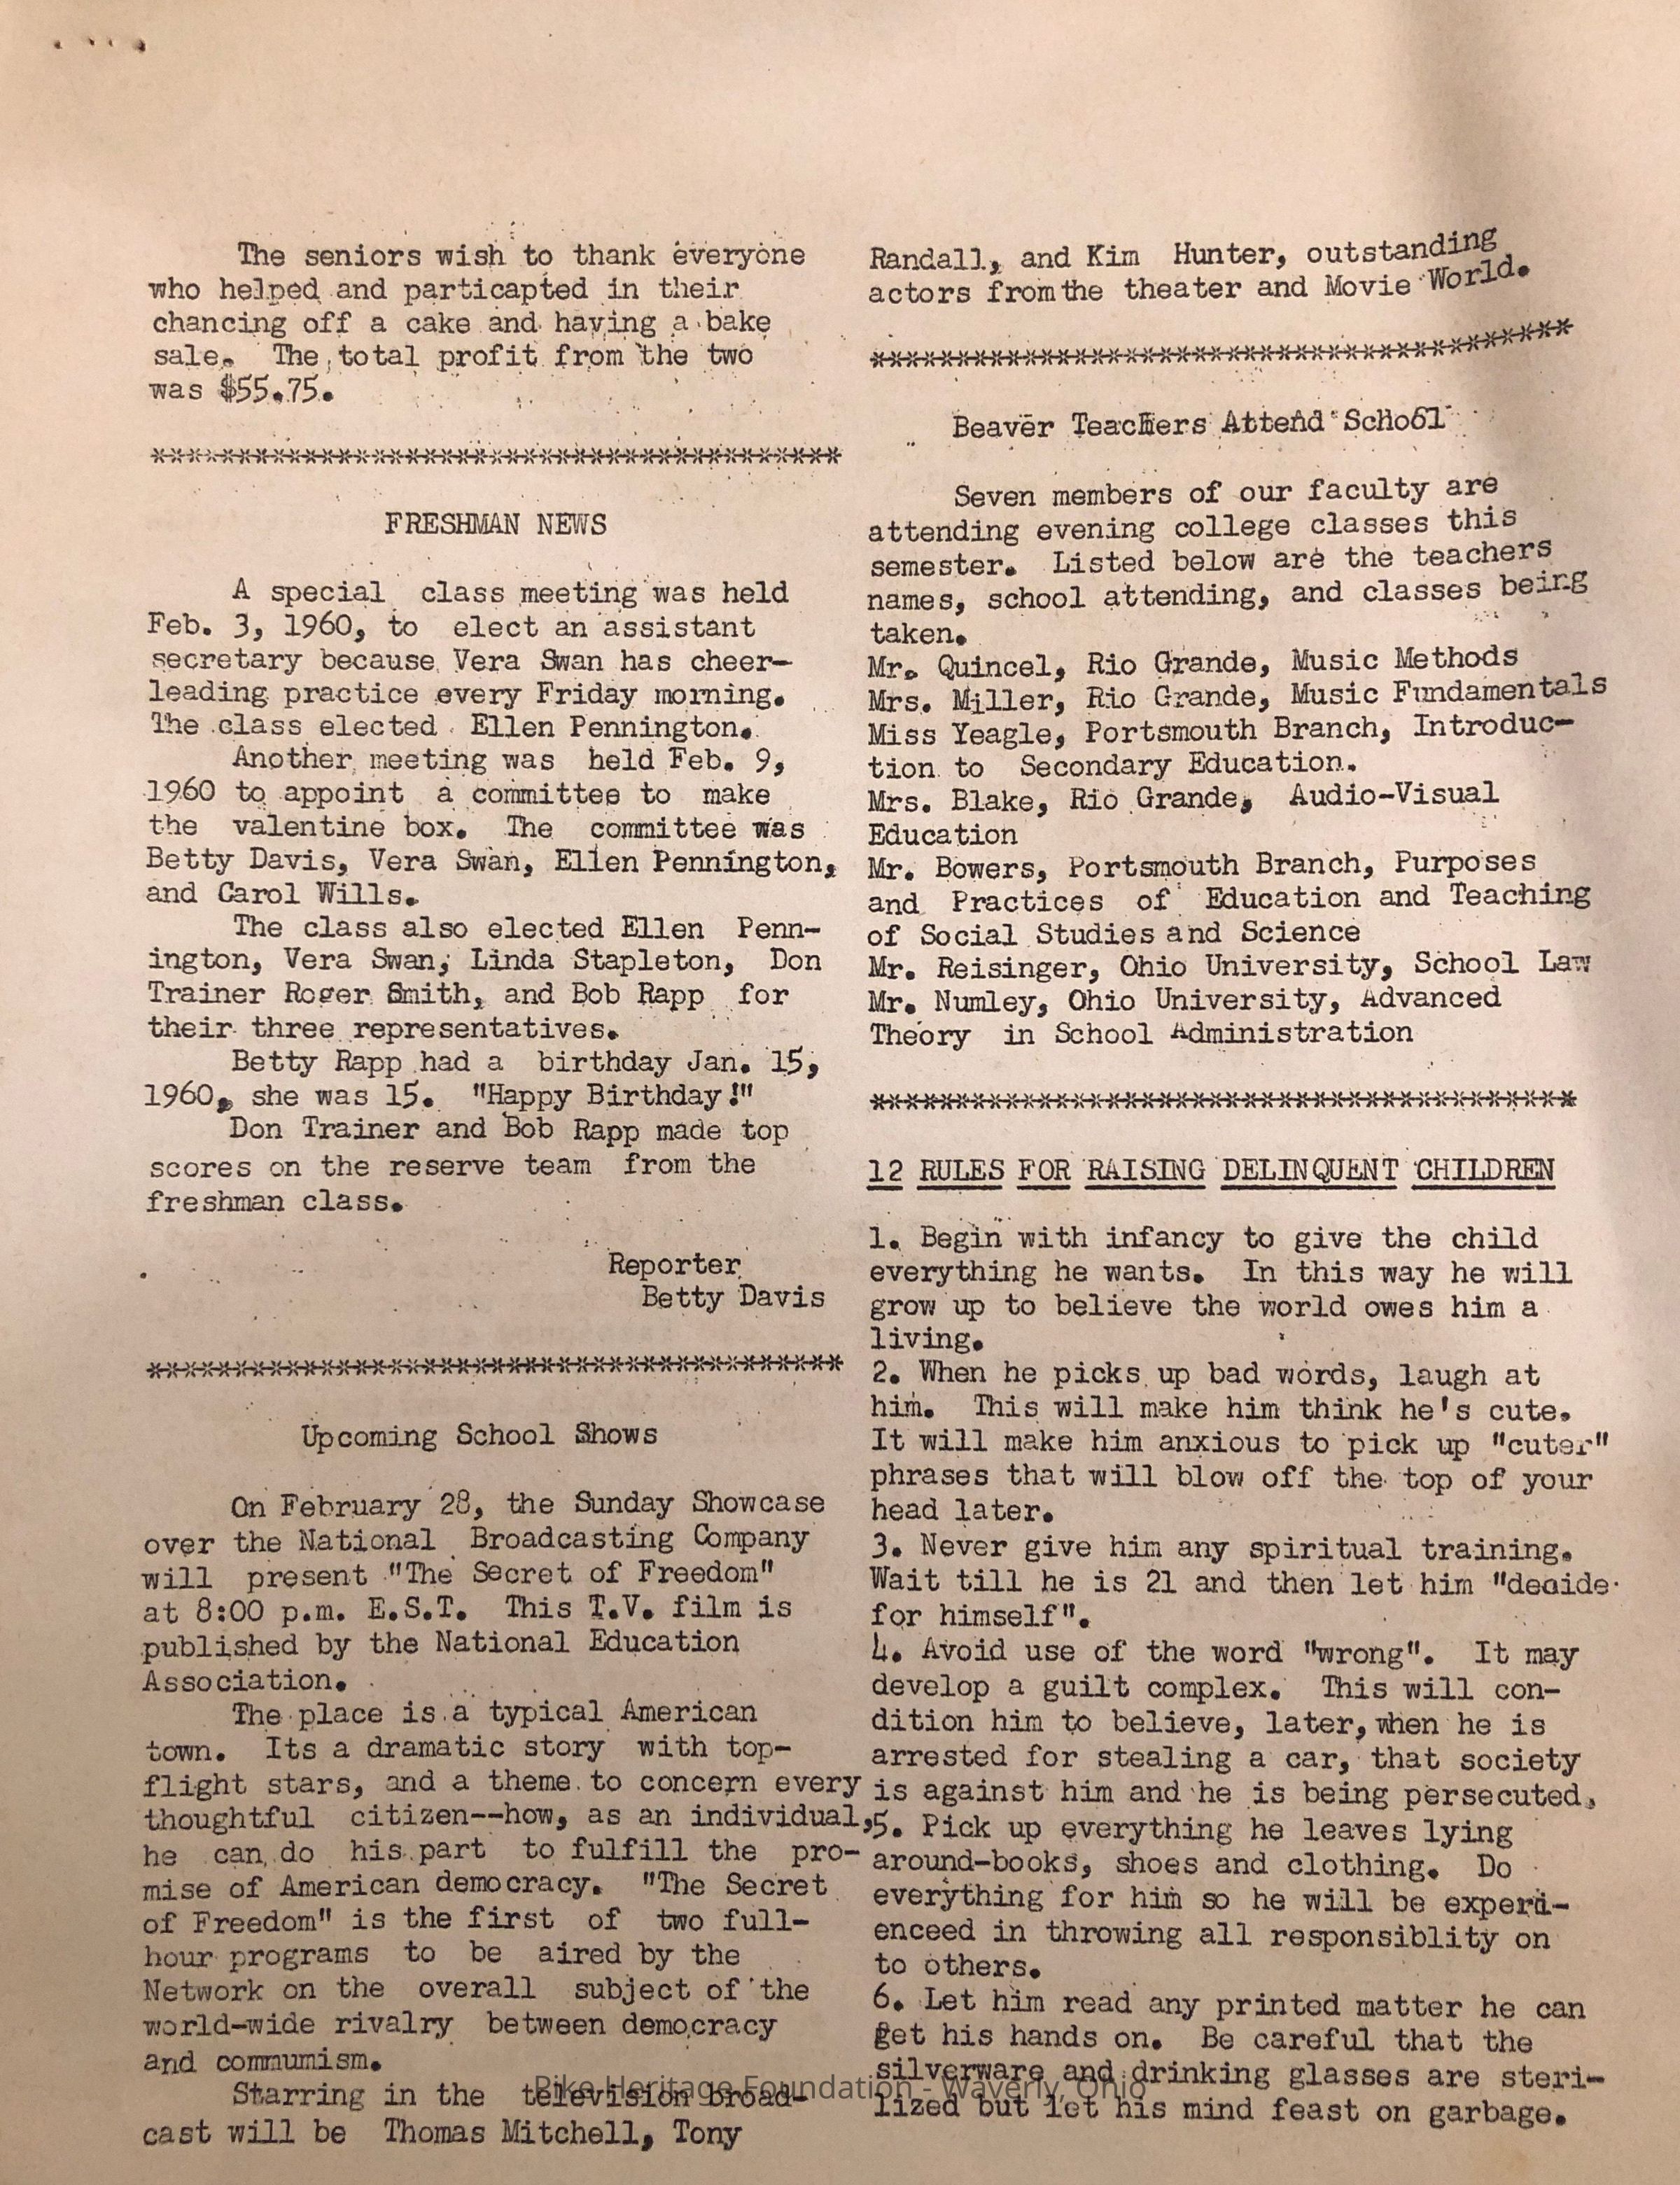 The seniors wish to thank everyone
who helped and particapted in their
chancing off a cake and having a bake
sale. The total profit from the two
was $55.75.
****************************************
FRESHMAN NEWS
A special class meeting was held
Feb. 3, 1960, to elect an assistant
secretary because Vera Swan has cheer-
leading practice every Friday morning.
The class elected Ellen Pennington.
Another meeting was held Feb. 9,
1960 to appoint a committee to make
the valentine box. The committee was
Betty Davis, Vera Swan, Ellen Pennington,
and Carol Wills.
The class also elected Ellen Penn-
ington, Vera Swan, Linda Stapleton, Don
Trainer Roger Smith, and Bob Rapp for
their three representatives.
Betty Rapp had a birthday Jan. 15,
1960, she was 15. "Happy Birthday!"
Don Trainer and Bob Rapp made top
scores on the reserve team from the
freshman class.
Reporter
Betty Davis
****************************************
Upcoming School Shows
On February 28, the Sunday Showcase
over the National Broadcasting Company
will present "The Secret of Freedom"
at 8:00 p.m. E.S.T. This T.V. film is
published by the National Education
Association.
The place is a typical American
town. Its a dramatic story with top-
flight stars, and a theme to concern every
thoughtful citizen--how, as an individual,
he can do his part to fulfill the pro-
mise of American democracy. "The Secret
of Freedom" is the first of two full-
hour programs to be aired by the
Network on the overall subject of the
world-wide rivalry between democracy
and commumism.
Starring in the television broad-
cast will be Thomas Mitchell, Tony
Randall, and Kim Hunter, outstanding
actors from the theater and Movie World.
****************************************
Beaver Teachers Attend School
Seven members of our faculty are
attending evening college classes this
semester. Listed below are the teachers
names, school attending, and classes being
taken.
Mr. Quincel, Rio Grande, Music Methods
Mrs. Miller, Rio Grande, Music Fundamentals
Miss Yeagle, Portsmouth Branch, Introduc-
tion to Secondary Education.
Mrs. Blake, Rio Grande, Audio-Visual
Education
Mr. Bowers, Portsmouth Branch, Purposes
and Practices of Education and Teaching
of Social Studies and Science
Mr. Reisinger, Ohio University, School Law
Mr. Numley, Ohio University, Advanced
Theory in School Administration
****************************************
12 RULES FOR RAISING DELINQUENT CHILDREN
1. Begin with infancy to give the child
everything he wants. In this way he will
grow up to believe the world owes him a
living.
2. When he picks up bad words, laugh at
him. This will make him think he's cute.
It will make him anxious to pick up "cuter"
phrases that will blow off the top of your
head later.
3. Never give him any spiritual training.
Wait till he is 21 and then let him "decide
for himself".
4. Avoid use of the word "wrong". It may
develop a guilt complex. This will con-
dition him to believe, later, when he is
arrested for stealing a car, that society
is against him and he is being persecuted.
5. Pick up everything he leaves lying
around-books, shoes and clothing. Do
everything for him so he will be experi-
enceed in throwing all responsiblity on
to others.
6. Let him read any printed matter he can
get his hands on. Be careful that the
silverware and drinking glasses are steri-
lized but let his mind feast on garbage.
Pike Heritage Foundation - Waverly, Ohio